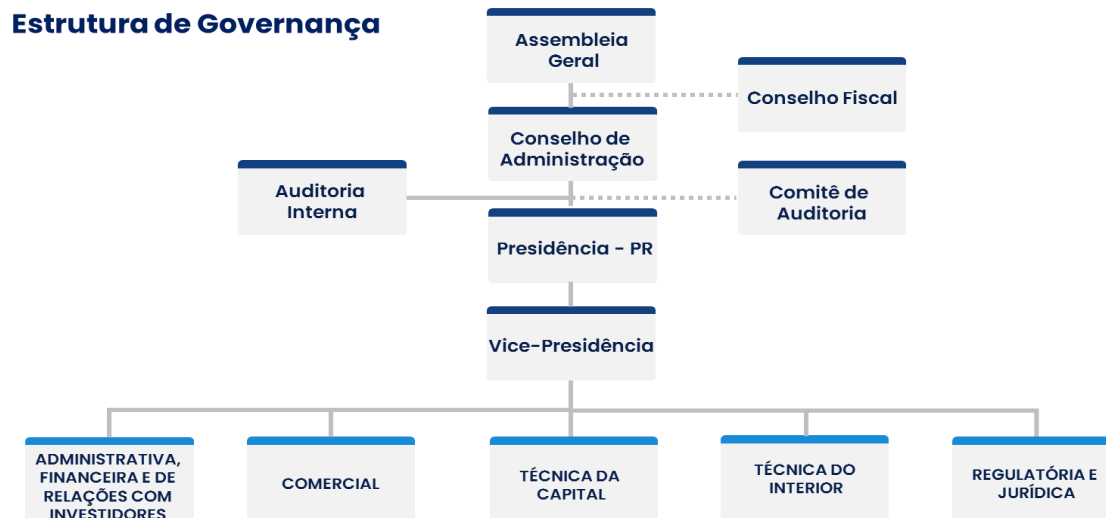 Estrutura de Governança
Assembleia
Geral
Conselho Fiscal
Conselho de
Administração
Auditoria
Interna
Comitê de
Auditoria
Presidência - PR
Vice-Presidência
ADMINISTRATIVA,
FINANCEIRA E DE
RELAÇÕES COM
INVESTIDORES
COMERCIAL
TÉCNICA DA
CAPITAL
TÉCNICA DO
INTERIOR
REGULATÓRIA E
JURÍDICA